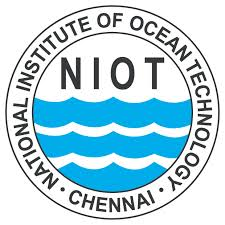 NATIONAL INSTITUTE OF OCEAN TECHNOLOGY
NIOT
· CHENNAI ·